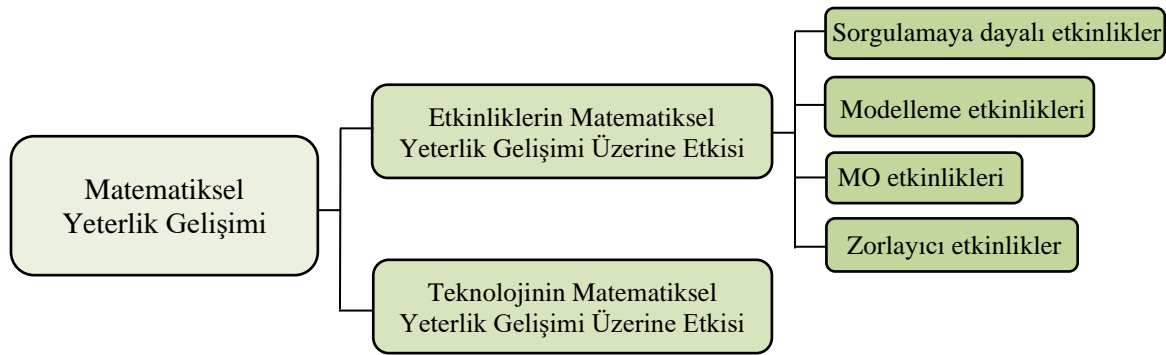 Matematiksel
Yeterlik Gelişimi
Etkinliklerin Matematiksel
Yeterlik Gelişimi Üzerine Etkisi
Sorgulamaya dayalı etkinlikler
Modelleme etkinlikleri
MO etkinlikleri
Zorlayıcı etkinlikler
Teknolojinin Matematiksel
Yeterlik Gelişimi Üzerine Etkisi